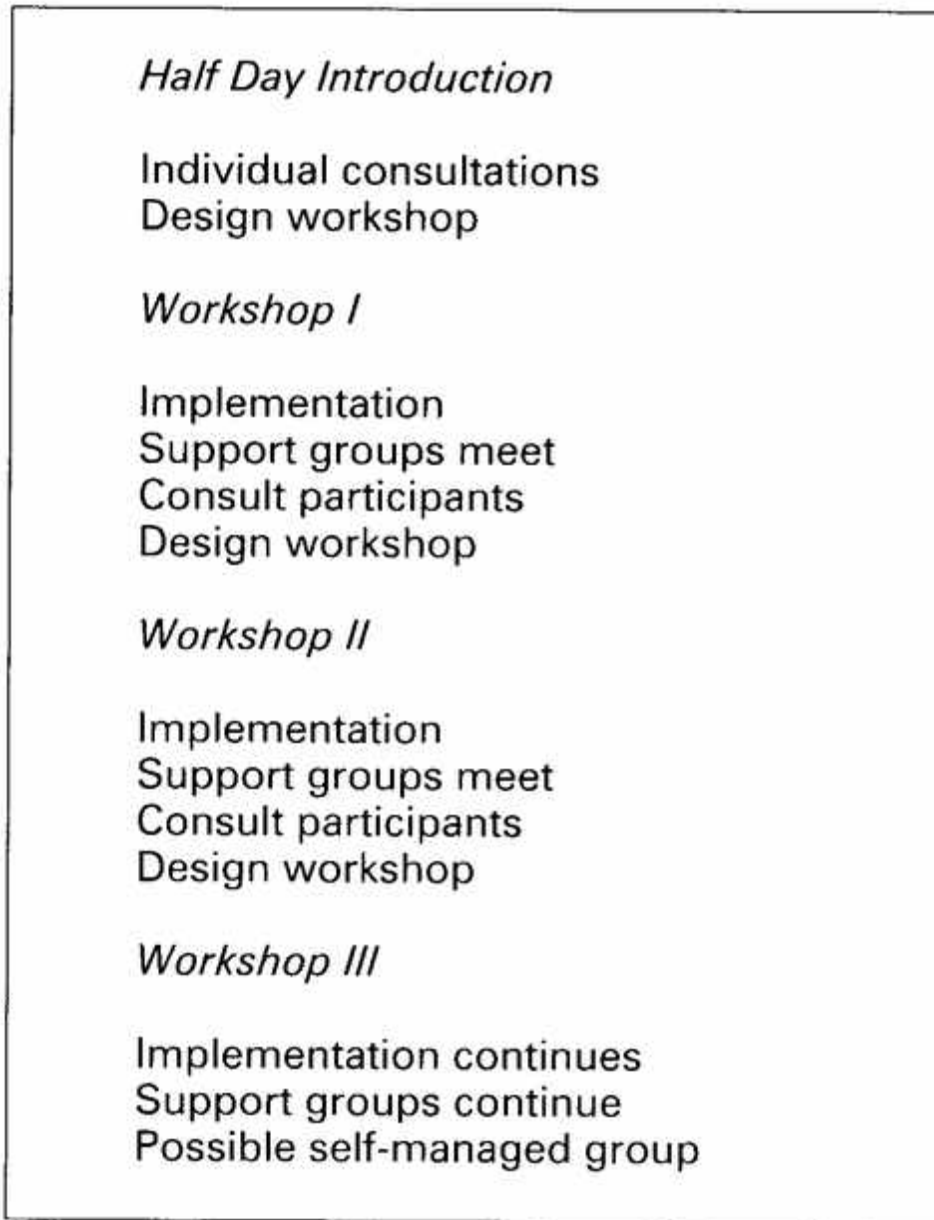 Half Day Introduction
Individual consultations
Design workshop
Workshop I
Implementation
Support groups meet
Consult participants
Design workshop
Workshop II
Implementation
Support groups meet
Consult participants
Design workshop
Workshop III
Implementation continues
Support groups continue
Possible self-managed group